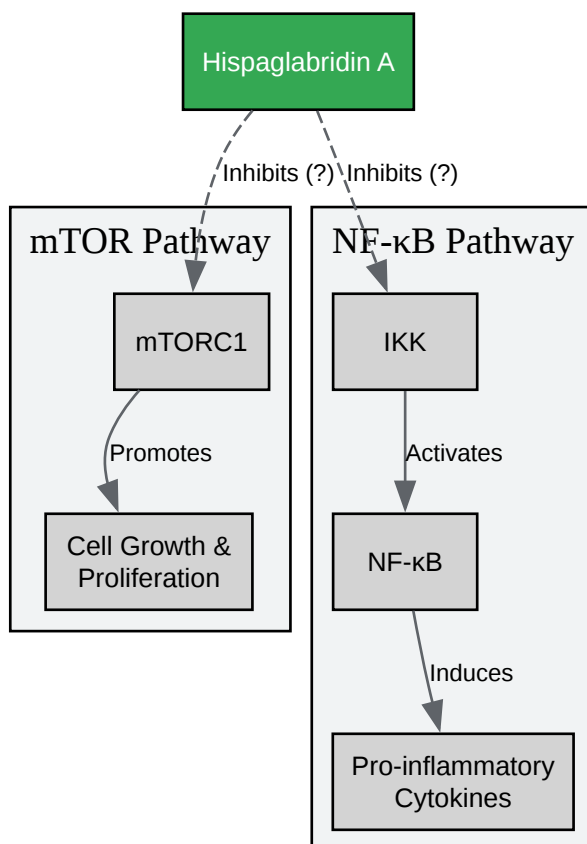 Hispaglabridin A
Inhibits (?)
Inhibits (?)
mTOR Pathway
NF-κB Pathway
mTORC1
IKK
Promotes
Activates
Cell Growth &
Proliferation
NF-κB
Induces
Pro-inflammatory
Cytokines